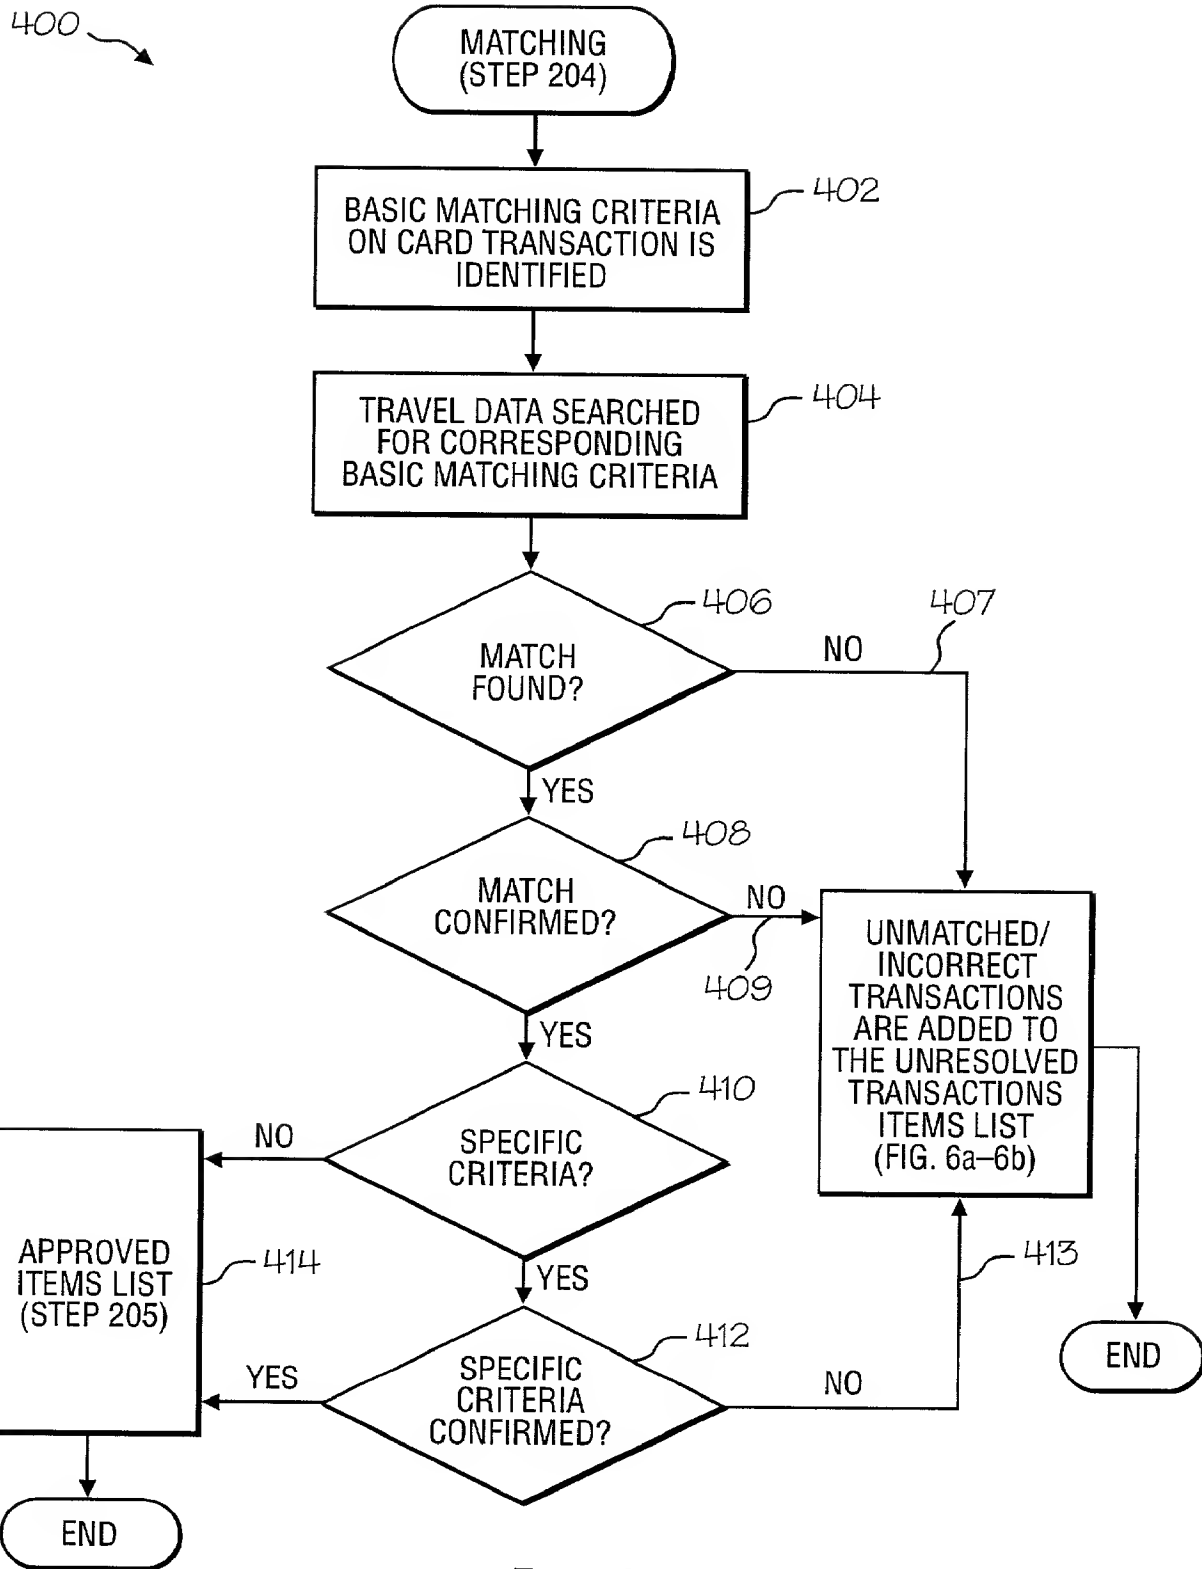 400
MATCHING
(STEP 204)
402
BASIC MATCHING CRITERIA
ON CARD TRANSACTION IS
IDENTIFIED
404
TRAVEL DATA SEARCHED
FOR CORRESPONDING
BASIC MATCHING CRITERIA
406
407
MATCH
FOUND?
NO
YES
408
MATCH
CONFIRMED?
NO
409
YES
UNMATCHED/
INCORRECT
TRANSACTIONS
ARE ADDED TO
THE UNRESOLVED
TRANSACTIONS
ITEMS LIST
(FIG. 6a–6b)
410
SPECIFIC
CRITERIA?
NO
YES
APPROVED
ITEMS LIST
(STEP 205)
414
413
412
SPECIFIC
CRITERIA
CONFIRMED?
YES
NO
END
END